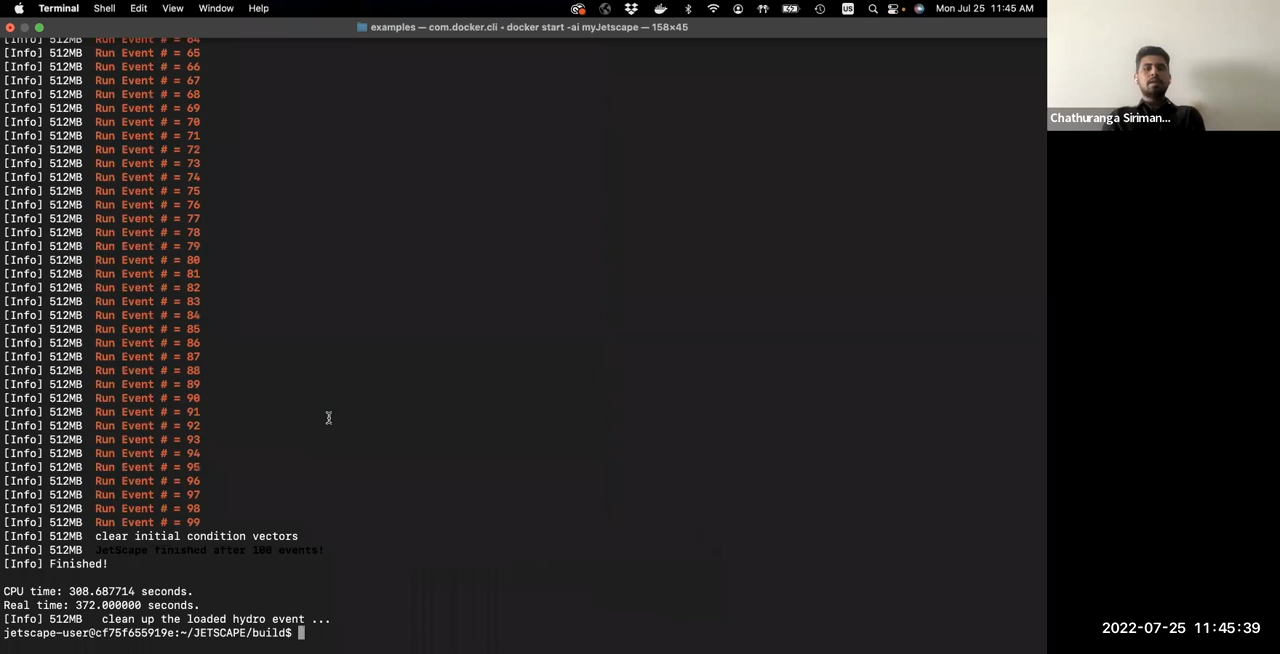 Terminal Shell Edit View Window Help US Mon Jul 25 11:45 AM
examples — com.docker.cli - docker start -ai myJetscape — 158×45
[Info] 512MB Run Event # = 64
[Info] 512MB Run Event # = 65
[Info] 512MB Run Event # = 66
[Info] 512MB Run Event # = 67
[Info] 512MB Run Event # = 68
[Info] 512MB Run Event # = 69
[Info] 512MB Run Event # = 70
[Info] 512MB Run Event # = 71
[Info] 512MB Run Event # = 72
[Info] 512MB Run Event # = 73
[Info] 512MB Run Event # = 74
[Info] 512MB Run Event # = 75
[Info] 512MB Run Event # = 76
[Info] 512MB Run Event # = 77
[Info] 512MB Run Event # = 78
[Info] 512MB Run Event # = 79
[Info] 512MB Run Event # = 80
[Info] 512MB Run Event # = 81
[Info] 512MB Run Event # = 82
[Info] 512MB Run Event # = 83
[Info] 512MB Run Event # = 84
[Info] 512MB Run Event # = 85
[Info] 512MB Run Event # = 86
[Info] 512MB Run Event # = 87
[Info] 512MB Run Event # = 88
[Info] 512MB Run Event # = 89
[Info] 512MB Run Event # = 90
[Info] 512MB Run Event # = 91
[Info] 512MB Run Event # = 92
[Info] 512MB Run Event # = 93
[Info] 512MB Run Event # = 94
[Info] 512MB Run Event # = 95
[Info] 512MB Run Event # = 96
[Info] 512MB Run Event # = 97
[Info] 512MB Run Event # = 98
[Info] 512MB Run Event # = 99
[Info] 512MB clear initial condition vectors
[Info] 512MB JetScape finished after 100 events!
[Info] Finished!
CPU time: 308.687714 seconds.
Real time: 372.000000 seconds.
[Info] 512MB clean up the loaded hydro event ...
jetscape-user@cf75f655919e:~/JETSCAPE/build$
Chathuranga Siriman...
2022-07-25 11:45:39